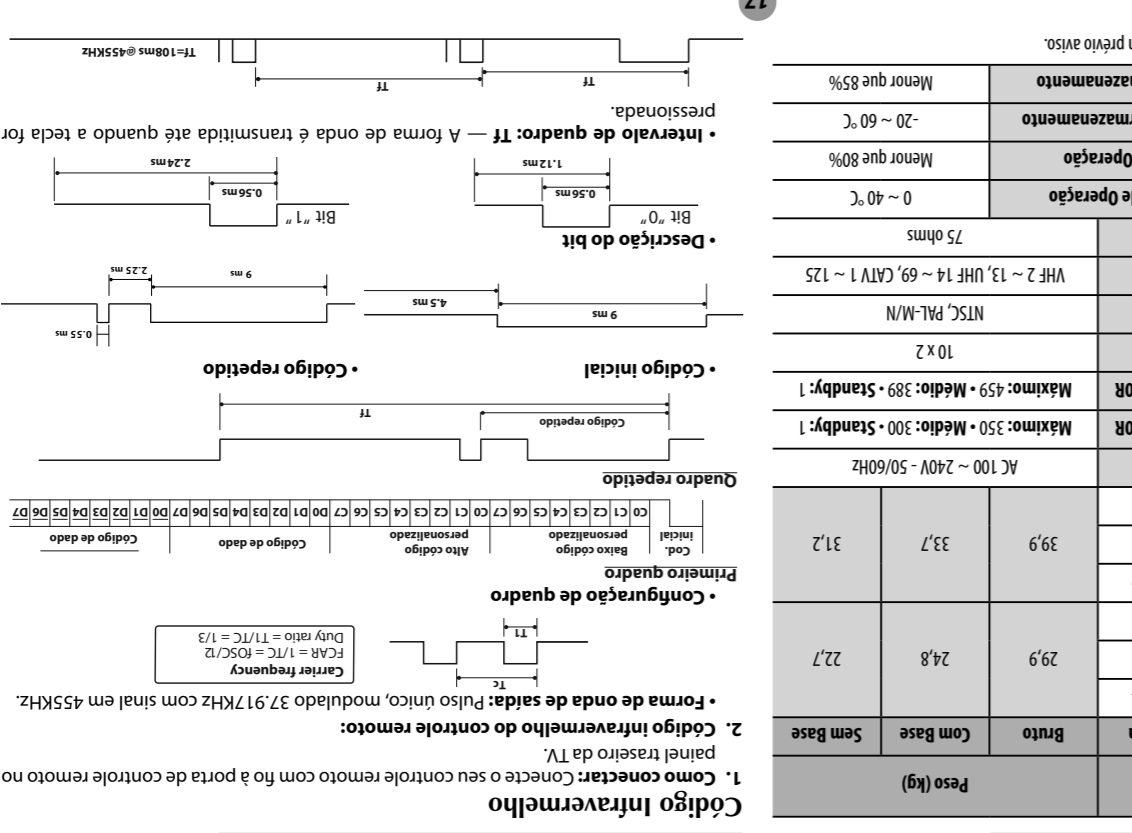 Peso (kg)
Bruto
Com Base
Sem Base
29,9
24,8
22,7
39,9
33,7
31,2
AC 100 ~ 240V - 50/60Hz
OR
Máximo: 350 • Médio: 300 • Standby: 1
OR
Máximo: 459 • Médio: 389 • Standby: 1
10 x 2
NTSC, PAL-M/N
VHF 2 ~ 13, UHF 14 ~ 69, CATV 1 ~ 125
75 ohms
de Operação
0 ~ 40 °C
Operação
Menor que 80%
rmazenamento
-20 ~ 60 °C
mazenamento
Menor que 85%
prévio aviso.
Código Infravermelho
1. Como conectar: Conecte o seu controle remoto com fio à porta de controle remoto no
painel traseiro da TV.
2. Código infravermelho do controle remoto:
• Forma de onda de saída: Pulso único, modulado 37.917KHz com sinal em 455KHz.
Tc
T1
Carrier frequency
FCAR = 1/TC = fOSC/12
Duty ratio = T1/TC = 1/3
• Configuração de quadro
Primeiro quadro
Cod.
inicial
Baixo código
personalizado
Alto código
personalizado
Código de dado
Código de dado
C0 C1 C2 C3 C4 C5 C6 C7 C0 C1 C2 C3 C4 C5 C6 C7 D0 D1 D2 D3 D4 D5 D6 D7 D0 D1 D2 D3 D4 D5 D6 D7
Quadro repetido
Código repetido
Tf
• Código inicial
• Código repetido
9 ms
4.5 ms
9 ms
2.25 ms
0.55 ms
• Descrição do bit
Bit "0"
Bit "1"
0.56ms
1.12ms
0.56ms
2.24ms
• Intervalo de quadro: Tf — A forma de onda é transmitida até quando a tecla for
pressionada.
Tf
Tf
Tf=108ms @455KHz
17